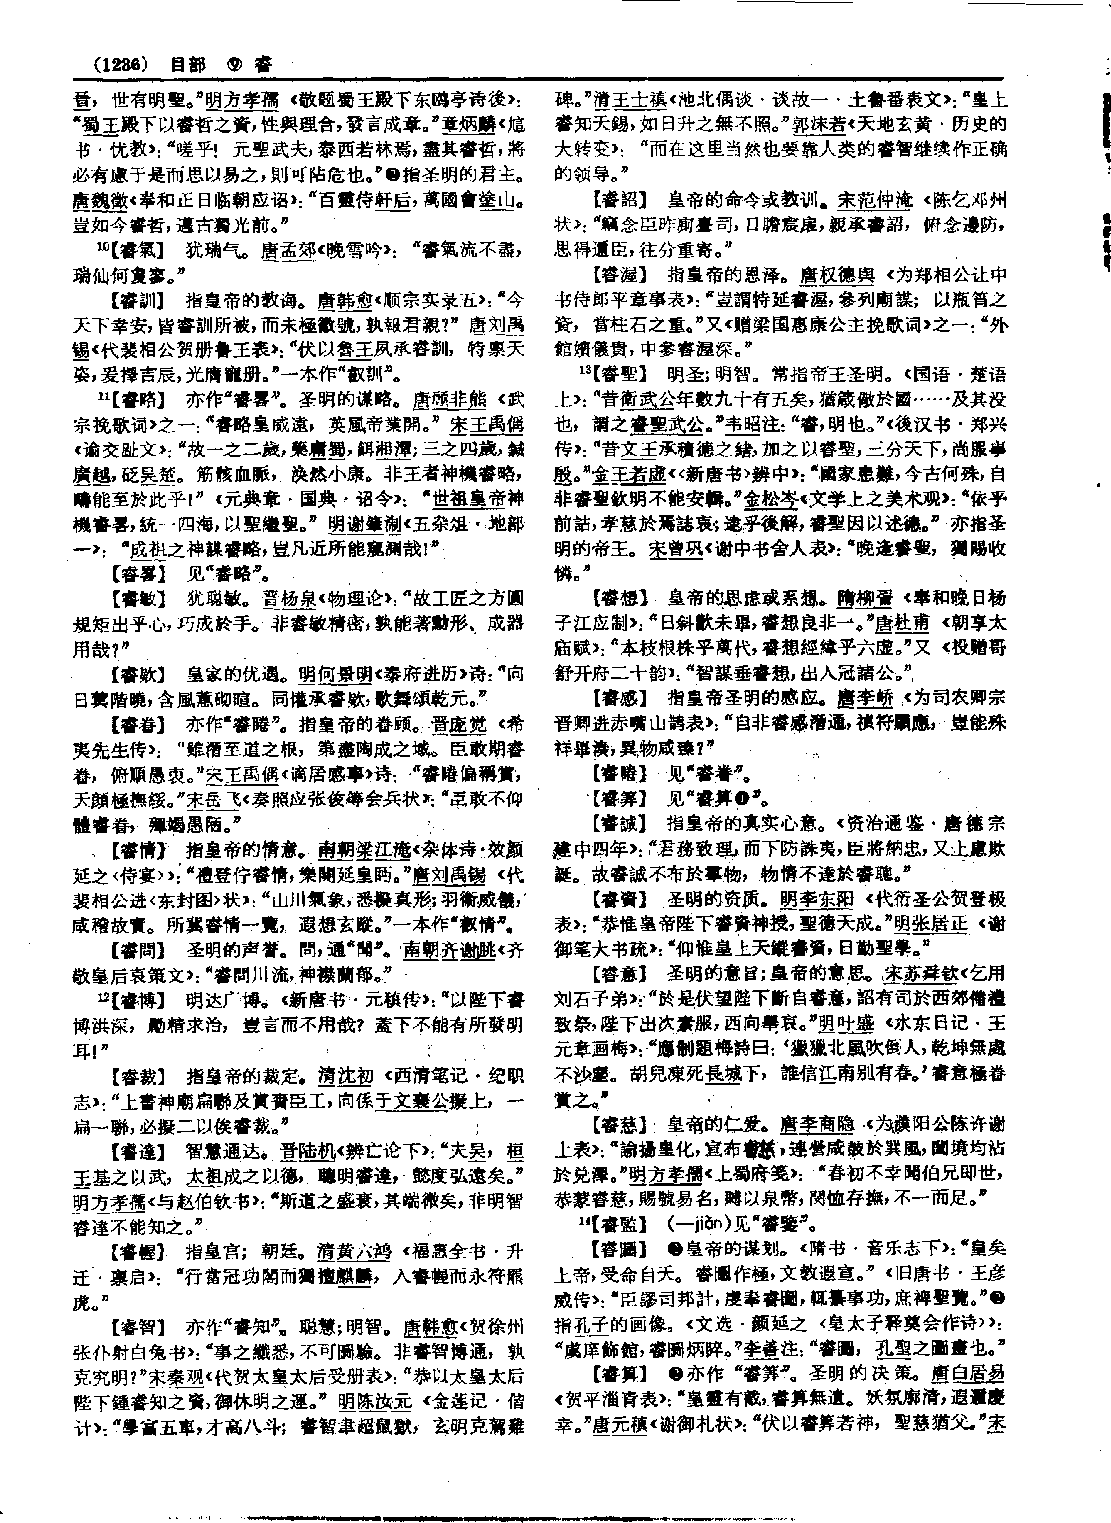 (1236) 目部 ⑨ 睿
晉，世有明聖。”明方孝孺《敬题蜀王殿下东鸥亭诗後》：
“蜀王殿下以睿哲之資，性與理合，發言成章。”章炳麟《訄
书·忧教》：“嗟乎！元聖武夫，泰西若林焉，盡其睿哲，將
必有慮于是而思以易之，則可阽危也。”❷指圣明的君主。
唐魏徵《奉和正日临朝应诏》：“百靈侍軒后，萬國會塗山。
豈如今睿哲，邁古獨光前。”
¹⁰【睿氣】 犹瑞气。唐孟郊《晚雪吟》：“睿氣流不盡，
瑞仙何敻寥。”
【睿訓】 指皇帝的教诲。唐韩愈《顺宗实录五》：“今
天下幸安，皆睿訓所被，而未極徽號，孰報君親？”唐刘禹
锡《代裴相公贺册鲁王表》：“伏以魯王夙承睿訓，特禀天
姿，爰擇吉辰，光膺寵册。”一本作“叡訓”。
¹¹【睿略】 亦作“睿畧”。圣明的谋略。唐顾非熊《武
宗挽歌词》之一：“睿略皇威遠，英風帝業開。”宋王禹偁
《谕交趾文》：“故一之二歲，藥庸蜀，餌湘潭；三之四歲，鍼
廣越，砭吴楚。筋骸血脈，涣然小康。非王者神機睿略，
疇能至於此乎！”《元典章·国典·诏令》：“世祖皇帝神
機睿畧，統一四海，以聖繼聖。”明谢肇淛《五杂俎·地部
一》：“成祖之神謀睿略，豈凡近所能窺測哉！”
【睿畧】 见“睿略”。
【睿敏】 犹聪敏。晋杨泉《物理论》：“故工匠之方圓
規矩出乎心，巧成於手。非睿敏精密，孰能著勳形、成器
用哉？”
【睿欵】 皇家的优遇。明何景明《泰府进历》诗：“向
日蓂階曉，含風蕙砌暄。同懽承睿欵，歌舞頌乾元。”
【睿眷】 亦作“睿睠”。指皇帝的眷顾。晋庞觉《希
夷先生传》：“雖潛至道之根，第盡陶成之域。臣敢期睿
眷，俯順愚衷。”宋王禹偁《谪居感事》诗：“睿睠偏稱賞，
天顔極撫綏。”宋岳飞《奏照应张俊等会兵状》：“臣敢不仰
體睿眷，殫竭愚陋。”
【睿情】 指皇帝的情意。南朝梁江淹《杂体诗·效颜
延之〈侍宴〉》：“禮登佇睿情，樂闋延皇眄。”唐刘禹锡《代
裴相公进〈东封图〉状》：“山川氣象，悉擬真形；羽衛威儀，
咸稽故實。所冀睿情一覽，遐想玄蹤。”一本作“叡情”。
【睿問】 圣明的声誉。問，通“聞”。南朝齐谢朓《齐
敬皇后哀策文》：“睿問川流，神襟蘭郁。”
¹²【睿博】 明达广博。《新唐书·元稹传》：“以陛下睿
博洪深，勵精求治，豈言而不用哉？蓋下不能有所發明
耳！”
【睿裁】 指皇帝的裁定。清沈初《西清笔记·纪职
志》：“上書神廟扁聯及賞賚臣工，向係于文襄公擬上，一
扁一聯，必擬二以俟睿裁。”
【睿達】 智慧通达。晋陆机《辨亡论下》：“夫吴，桓
王基之以武，太祖成之以德，聰明睿達，懿度弘遠矣。”
明方孝孺《与赵伯钦书》：“斯道之盛衰，其端微矣，非明智
睿達不能知之。”
【睿幄】 指皇宫；朝廷。清黄六鸿《福惠全书·升
迁·禀启》：“行當冠功閣而獨擅麒麟，入睿幄而永符羆
虎。”
【睿智】 亦作“睿知”。聪慧；明智。唐韩愈《贺徐州
张仆射白兔书》：“事之纖悉，不可圖驗。非睿智博通，孰
克究明？”宋秦观《代贺太皇太后受册表》：“恭以太皇太后
陛下鍾睿知之資，御休明之運。”明陈汝元《金莲记·偕
计》：“學富五車，才高八斗；睿智聿超鼠獄，玄明克駕雞
碑。”清王士禛《池北偶谈·谈故一·土鲁番表文》：“皇上
睿知天錫，如日升之無不照。”郭沫若《天地玄黄·历史的
大转变》：“而在这里当然也要靠人类的睿智继续作正确
的领导。”
【睿詔】 皇帝的命令或教训。宋范仲淹《陈乞邓州
状》：“竊念臣昨廁臺司，日瞻宸扆，親承睿詔，俯念邊防，
思得邇臣，往分重寄。”
【睿渥】 指皇帝的恩泽。唐权德舆《为郑相公让中
书侍郎平章事表》：“豈謂特延睿渥，參列廟謀；以瓶筲之
資，當柱石之重。”又《赠梁国惠康公主挽歌词》之一：“外
館嬪儀貴，中參睿渥深。”
¹³【睿聖】 明圣；明智。常指帝王圣明。《国语·楚语
上》：“昔衛武公年數九十有五矣，猶箴儆於國……及其没
也，謂之睿聖武公。”韦昭注：“睿，明也。”《後汉书·郑兴
传》：“昔文王承積德之緒，加之以睿聖，三分天下，尚服事
殷。”金王若虚《〈新唐书〉辨中》：“國家患難，今古何殊，自
非睿聖欽明不能安輯。”金松岑《文学上之美术观》：“依乎
前詁，孝慈於焉誌哀；逮乎後解，睿聖因以述德。”亦指圣
明的帝王。宋曾巩《谢中书舍人表》：“晚逢睿聖，獨賜收
憐。”
【睿想】 皇帝的思虑或系想。隋柳䛒《奉和晚日杨
子江应制》：“日斜歡未畢，睿想良非一。”唐杜甫《朝享太
庙赋》：“本枝根株乎萬代，睿想經緯乎六虚。”又《投赠哥
舒开府二十韵》：“智謀垂睿想，出入冠諸公。”
【睿感】 指皇帝圣明的感应。唐李峤《为司农卿宗
晋卿进赤嘴山鹊表》：“自非睿感潛通，禎符顯應，豈能殊
祥畢湊，異物咸臻？”
【睿睠】 见“睿眷”。
【睿筭】 见“睿算❶”。
【睿誠】 指皇帝的真实心意。《资治通鉴·唐德宗
建中四年》：“君務致理，而下防誅夷，臣將納忠，又上慮欺
誕。故睿誠不布於羣物，物情不達於睿聰。”
【睿資】 圣明的资质。明李东阳《代衍圣公贺登极
表》：“恭惟皇帝陛下睿資神授，聖德天成。”明张居正《谢
御笔大书疏》：“仰惟皇上天縱睿資，日勤聖學。”
【睿意】 圣明的意旨；皇帝的意思。宋苏舜钦《乞用
刘石子弟》：“於是伏望陛下斷自睿意，詔有司於西郊備禮
致祭，陛下出次素服，西向舉哀。”明叶盛《水东日记·王
元章画梅》：“應制題梅詩曰：‘獵獵北風吹倒人，乾坤無處
不沙塵。胡兒凍死長城下，誰信江南别有春。’睿意極眷
賞之。”
【睿慈】 皇帝的仁爱。唐李商隐《为濮阳公陈许谢
上表》：“諭揚皇化，宣布睿慈，連營咸鼓於巽風，闔境均沾
於兑澤。”明方孝孺《上蜀府笺》：“春初不幸聞伯兄即世，
恭蒙睿慈，賜號易名，賻以泉幣，閔恤存撫，不一而足。”
¹⁴【睿監】 (—jiàn)见“睿鑒”。
【睿圖】 ❶皇帝的谋划。《隋书·音乐志下》：“皇矣
上帝，受命自天。睿圖作極，文教遐宣。”《旧唐书·王彦
威传》：“臣謬司邦計，虔奉睿圖，輒纂事功，庶裨聖覽。”❷
指孔子的画像。《文选·颜延之〈皇太子释奠会作诗〉》：
“虞庠飾館，睿圖炳睟。”李善注：“睿圖，孔聖之圖畫也。”
【睿算】 ❶亦作“睿筭”。圣明的决策。唐白居易
《贺平淄青表》：“皇靈有截，睿算無遺。妖氛廓清，遐邇慶
幸。”唐元稹《谢御札状》：“伏以睿算若神，聖慈猶父。”宋